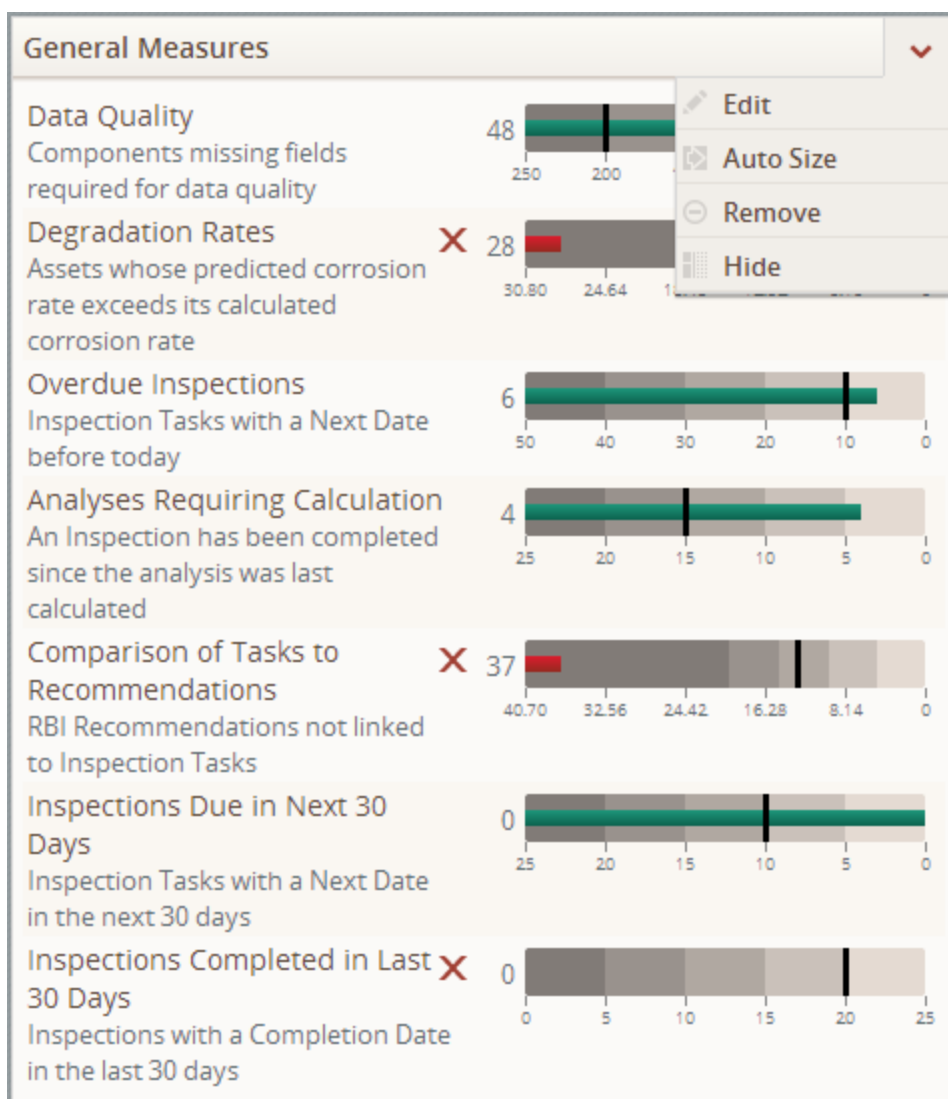 General Measures
Edit
Auto Size
Remove
Hide
Data Quality
Components missing fields
required for data quality
48
250 200
Degradation Rates
Assets whose predicted corrosion
rate exceeds its calculated
corrosion rate
28
30.80 24.64
Overdue Inspections
Inspection Tasks with a Next Date
before today
6
50 40 30 20 10 0
Analyses Requiring Calculation
An Inspection has been completed
since the analysis was last
calculated
4
25 20 15 10 5 0
Comparison of Tasks to
Recommendations
RBI Recommendations not linked
to Inspection Tasks
37
40.70 32.56 24.42 16.28 8.14 0
Inspections Due in Next 30
Days
Inspection Tasks with a Next Date
in the next 30 days
0
25 20 15 10 5 0
Inspections Completed in Last
30 Days
Inspections with a Completion Date
in the last 30 days
0
0 5 10 15 20 25